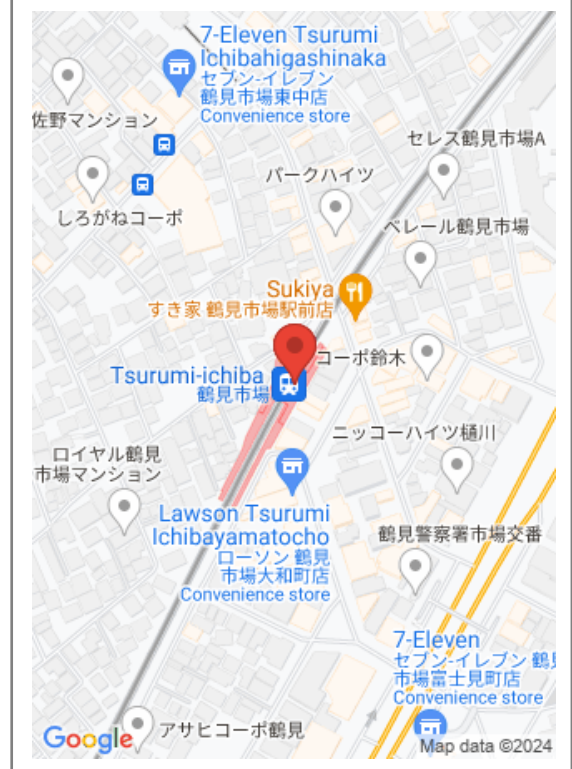 7-Eleven Tsurumi
Ichibahigashinaka
セブン-イレブン
鶴見市場東中店
Convenience store
佐野マンション
セレス鶴見市場A
パークハイツ
しろがねコーポ
ベレール鶴見市場
Sukiya
すき家 鶴見市場駅前店
コーポ鈴木
Tsurumi-ichiba
鶴見市場
ニッコーハイツ樋川
ロイヤル鶴見
市場マンション
Lawson Tsurumi
Ichibayamatocho
ローソン 鶴見
市場大和町店
Convenience store
鶴見警察署市場交番
7-Eleven
セブン-イレブン 鶴見
市場富士見町店
Convenience store
アサヒコーポ鶴見
Google
Map data ©2024